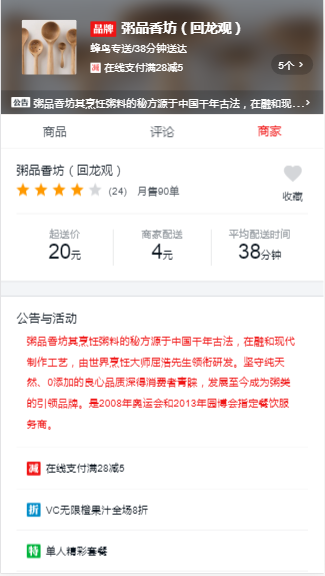 品牌 粥品香坊（回龙观）
蜂鸟专送/38分钟送达
减 在线支付满28减5
5个 >
公告 粥品香坊其烹饪粥料的秘方源于中国千年古法，在融和现... >
商品 评论 商家
粥品香坊（回龙观）
(24) 月售90单
收藏
起送价 商家配送 平均配送时间
20元 4元 38分钟
公告与活动
粥品香坊其烹饪粥料的秘方源于中国千年古法，在融和现代
制作工艺，由世界烹饪大师屈浩先生领衔研发。坚守纯天
然、0添加的良心品质深得消费者青睐，发展至今成为粥类
的引领品牌。是2008年奥运会和2013年园博会指定餐饮服
务商。
减 在线支付满28减5
折 VC无限橙果汁全场8折
特 单人精彩套餐